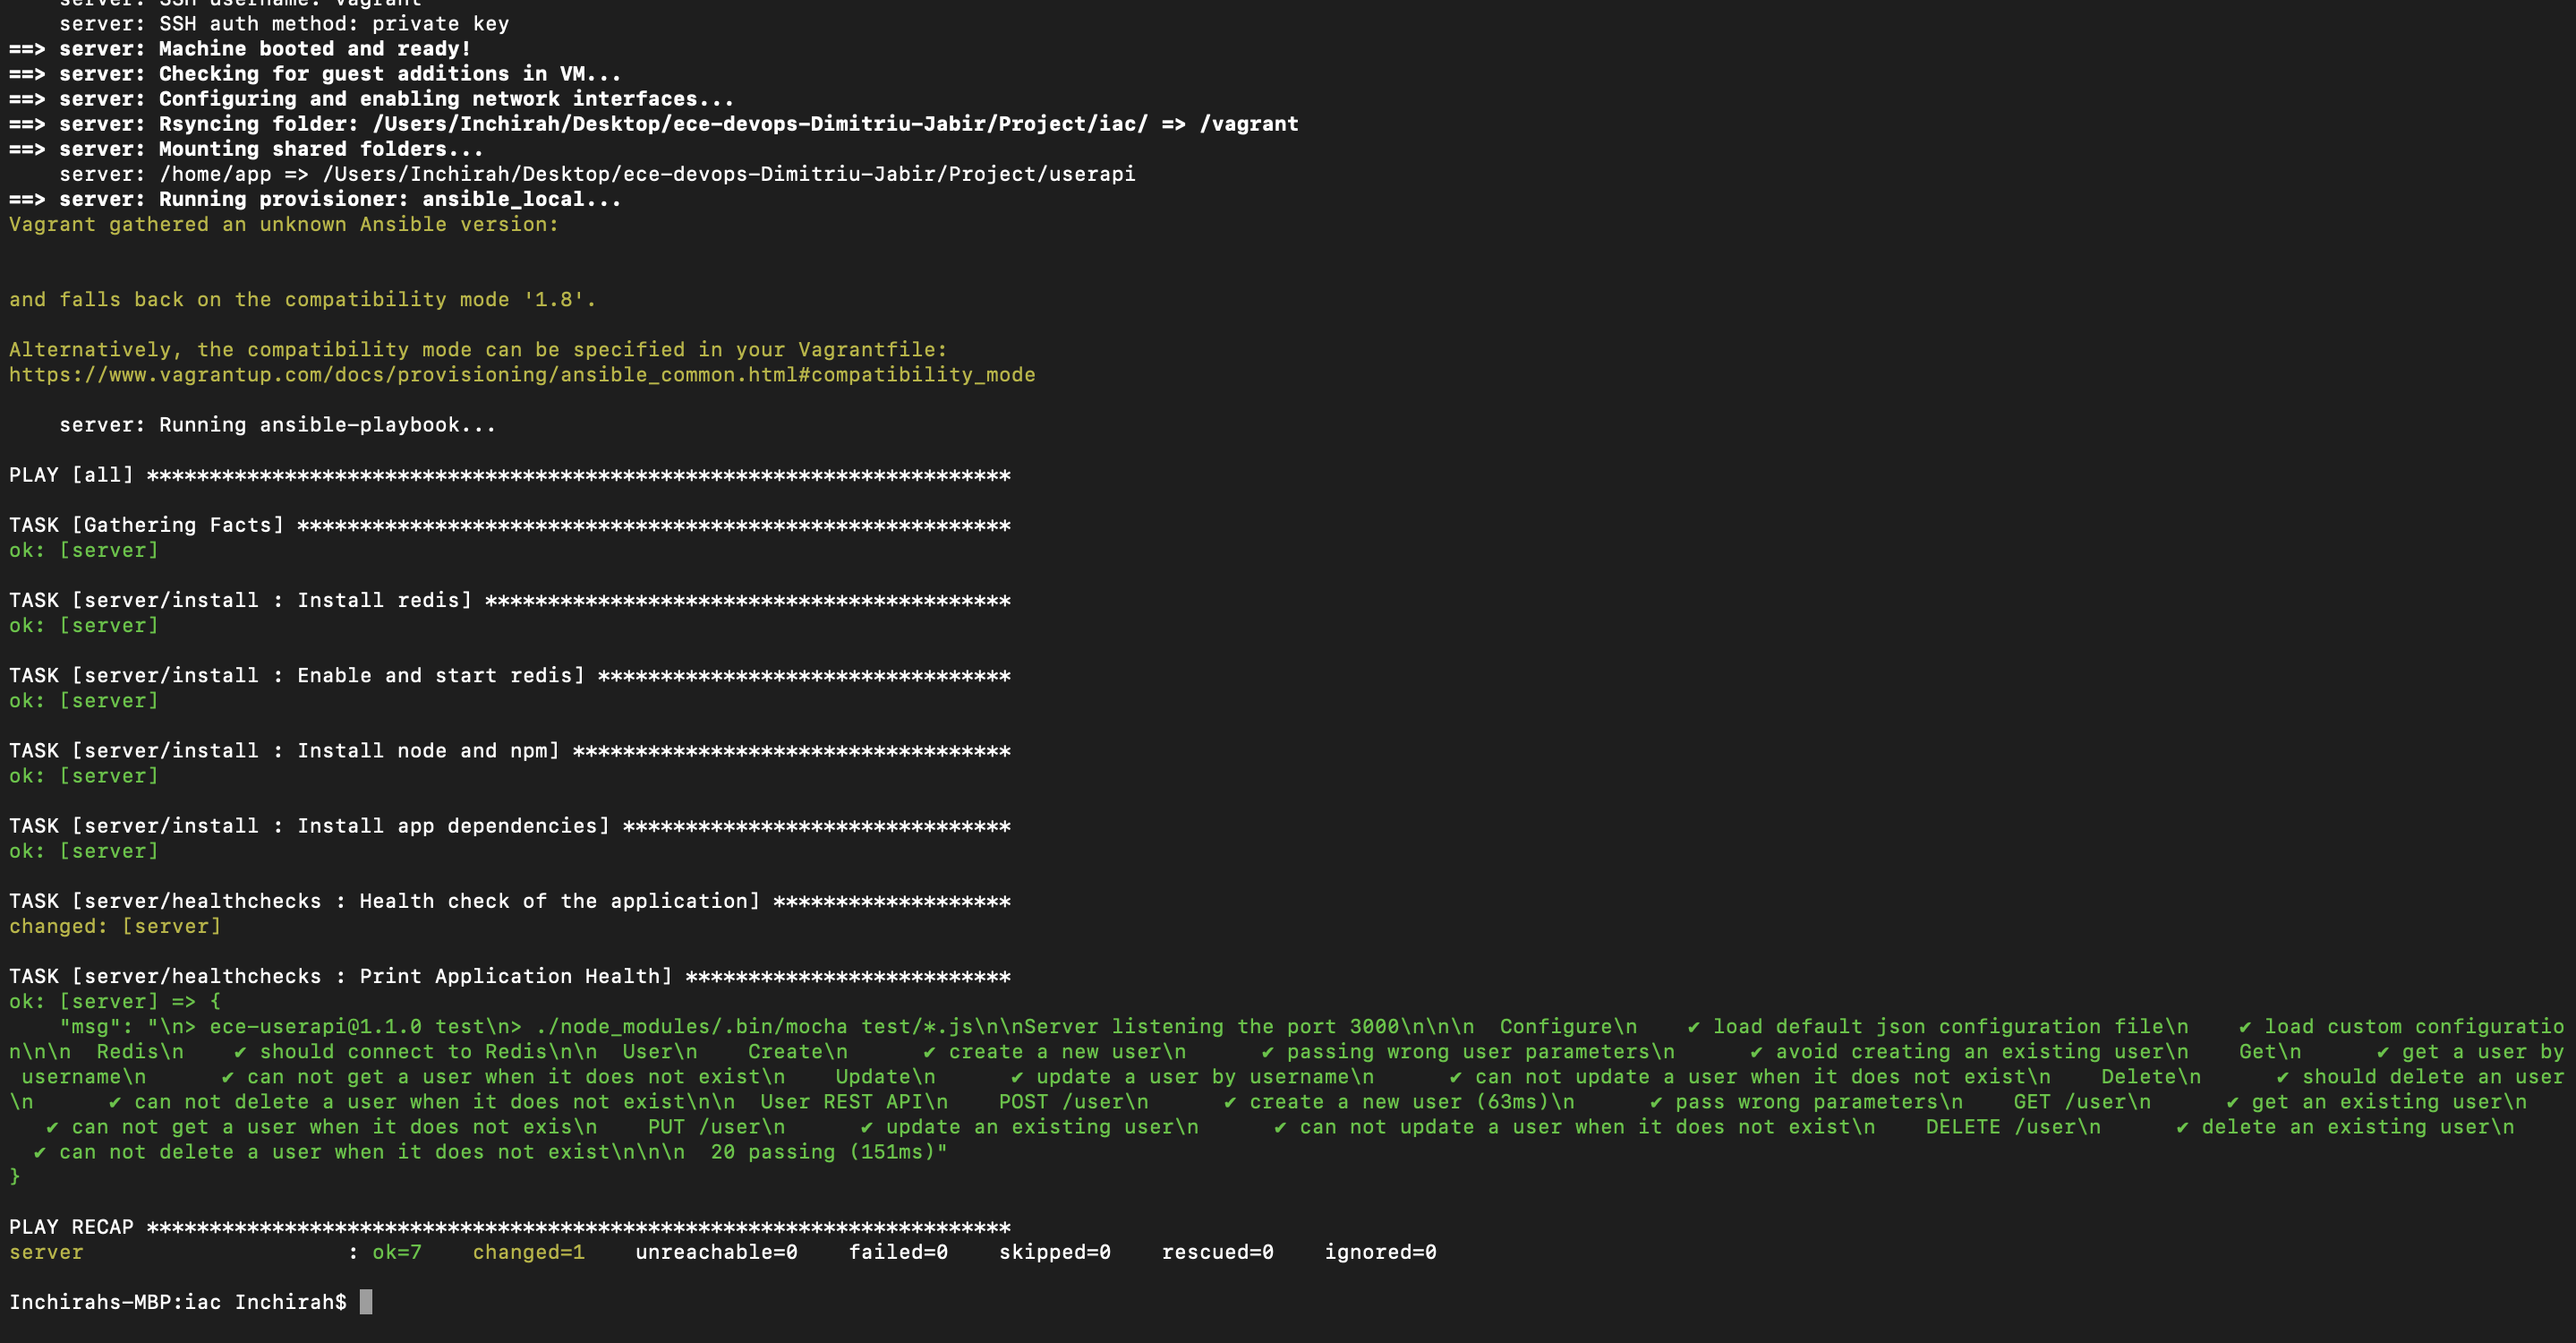 server: SSH username: vagrant
server: SSH auth method: private key
==> server: Machine booted and ready!
==> server: Checking for guest additions in VM...
==> server: Configuring and enabling network interfaces...
==> server: Rsyncing folder: /Users/Inchirah/Desktop/ece-devops-Dimitriu-Jabir/Project/iac/ => /vagrant
==> server: Mounting shared folders...
server: /home/app => /Users/Inchirah/Desktop/ece-devops-Dimitriu-Jabir/Project/userapi
==> server: Running provisioner: ansible_local...
Vagrant gathered an unknown Ansible version:
and falls back on the compatibility mode '1.8'.
Alternatively, the compatibility mode can be specified in your Vagrantfile:
https://www.vagrantup.com/docs/provisioning/ansible_common.html#compatibility_mode
server: Running ansible-playbook...
PLAY [all] *********************************************************************
TASK [Gathering Facts] *********************************************************
ok: [server]
TASK [server/install : Install redis] ******************************************
ok: [server]
TASK [server/install : Enable and start redis] *********************************
ok: [server]
TASK [server/install : Install node and npm] ***********************************
ok: [server]
TASK [server/install : Install app dependencies] *******************************
ok: [server]
TASK [server/healthchecks : Health check of the application] *******************
changed: [server]
TASK [server/healthchecks : Print Application Health] **************************
ok: [server] => {
"msg": "\n> ece-userapi@1.1.0 test\n> ./node_modules/.bin/mocha test/*.js\n\nServer listening the port 3000\n\n\n  Configure\n    ✔ load default json configuration file\n    ✔ load custom configuratio
n\n\n  Redis\n    ✔ should connect to Redis\n\n  User\n    Create\n      ✔ create a new user\n      ✔ passing wrong user parameters\n      ✔ avoid creating an existing user\n    Get\n      ✔ get a user by
username\n      ✔ can not get a user when it does not exist\n    Update\n      ✔ update a user by username\n      ✔ can not update a user when it does not exist\n    Delete\n      ✔ should delete an user
\n      ✔ can not delete a user when it does not exist\n\n  User REST API\n    POST /user\n      ✔ create a new user (63ms)\n      ✔ pass wrong parameters\n    GET /user\n      ✔ get an existing user\n
✔ can not get a user when it does not exis\n    PUT /user\n      ✔ update an existing user\n      ✔ can not update a user when it does not exist\n    DELETE /user\n      ✔ delete an existing user\n
✔ can not delete a user when it does not exist\n\n\n  20 passing (151ms)"
}
PLAY RECAP *********************************************************************
server                     : ok=7    changed=1    unreachable=0    failed=0    skipped=0    rescued=0    ignored=0
Inchirahs-MBP:iac Inchirah$